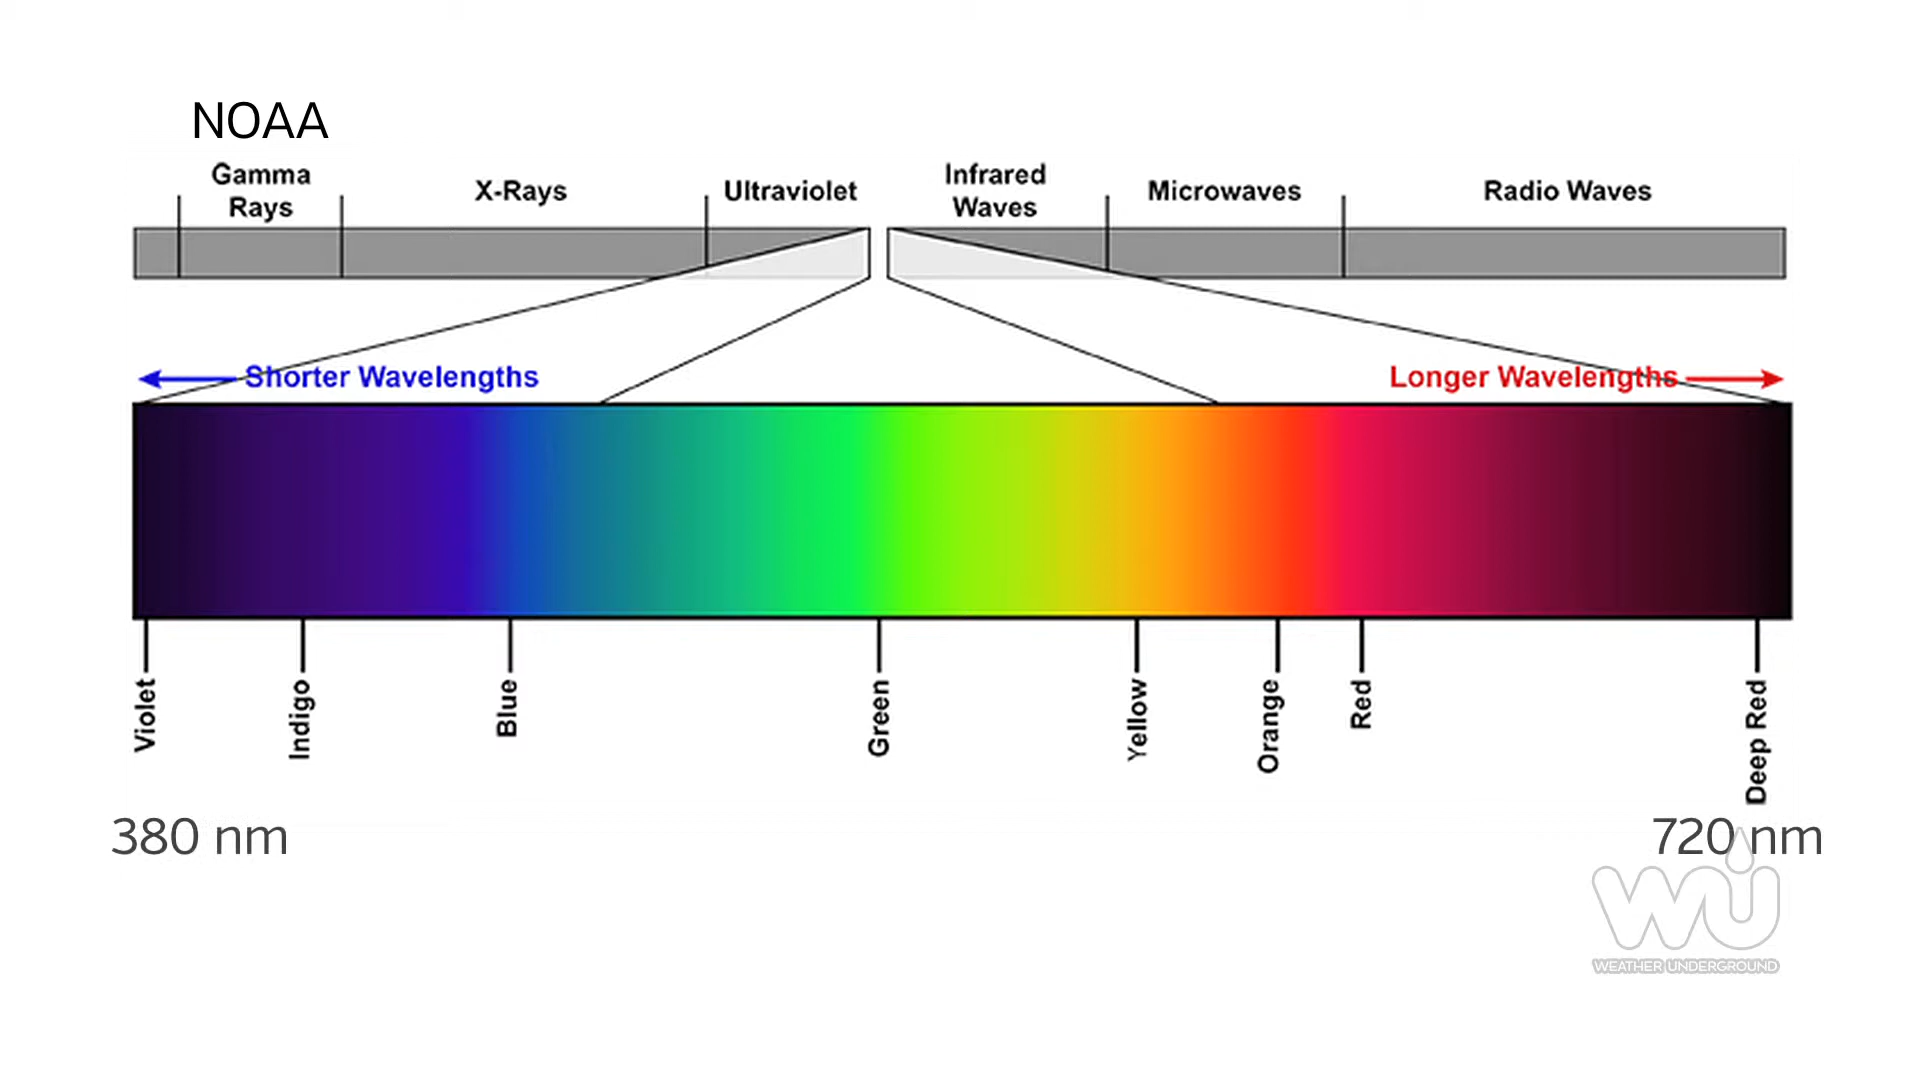 NOAA
Gamma
Rays
X-Rays
Ultraviolet
Infrared
Waves
Microwaves
Radio Waves
Shorter Wavelengths
Longer Wavelengths
Violet
Indigo
Blue
Green
Yellow
Orange
Red
Deep Red
380 nm
720 nm
WU
WEATHER UNDERGROUND